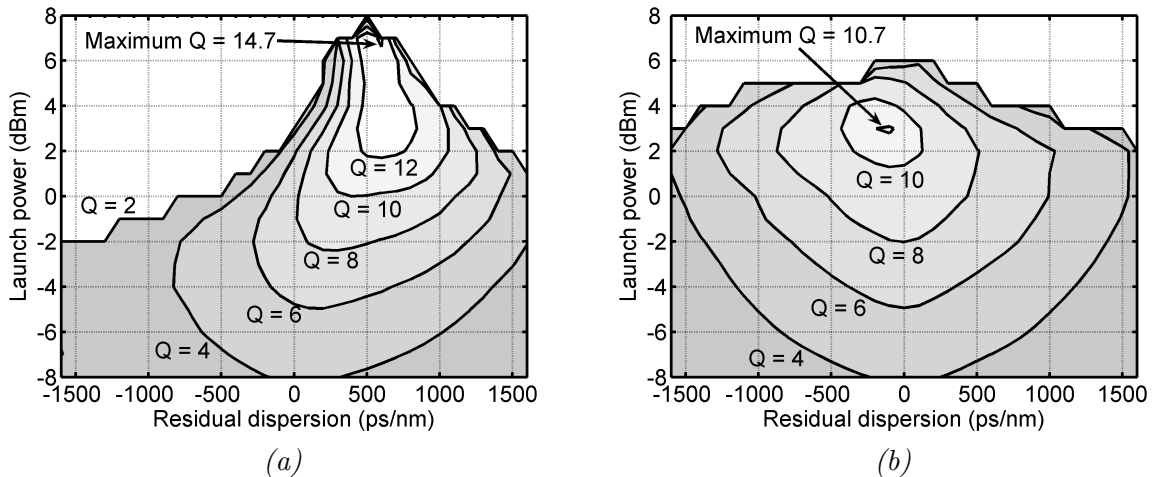 8
6
4
2
0
-2
-4
-6
-8
Launch power (dBm)
Maximum Q = 14.7
Q = 12
Q = 10
Q = 8
Q = 6
Q = 4
Q = 2
-1500 -1000 -500 0 500 1000 1500
Residual dispersion (ps/nm)
(a)
8
6
4
2
0
-2
-4
-6
-8
Launch power (dBm)
Maximum Q = 10.7
Q = 10
Q = 8
Q = 6
Q = 4
-1500 -1000 -500 0 500 1000 1500
Residual dispersion (ps/nm)
(b)